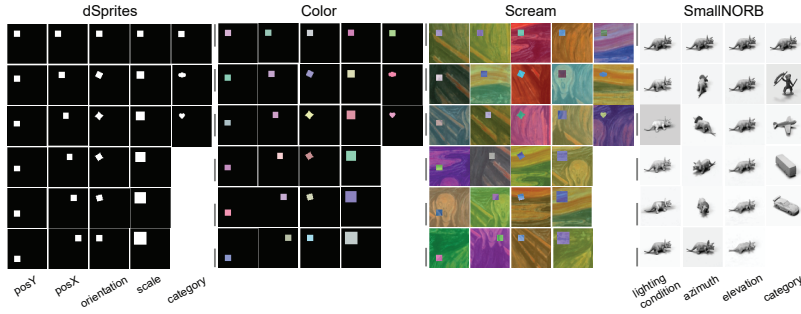 dSprites
Color
Scream
SmallNORB
posY
posX
orientation
scale
category
lighting
condition
azimuth
elevation
category